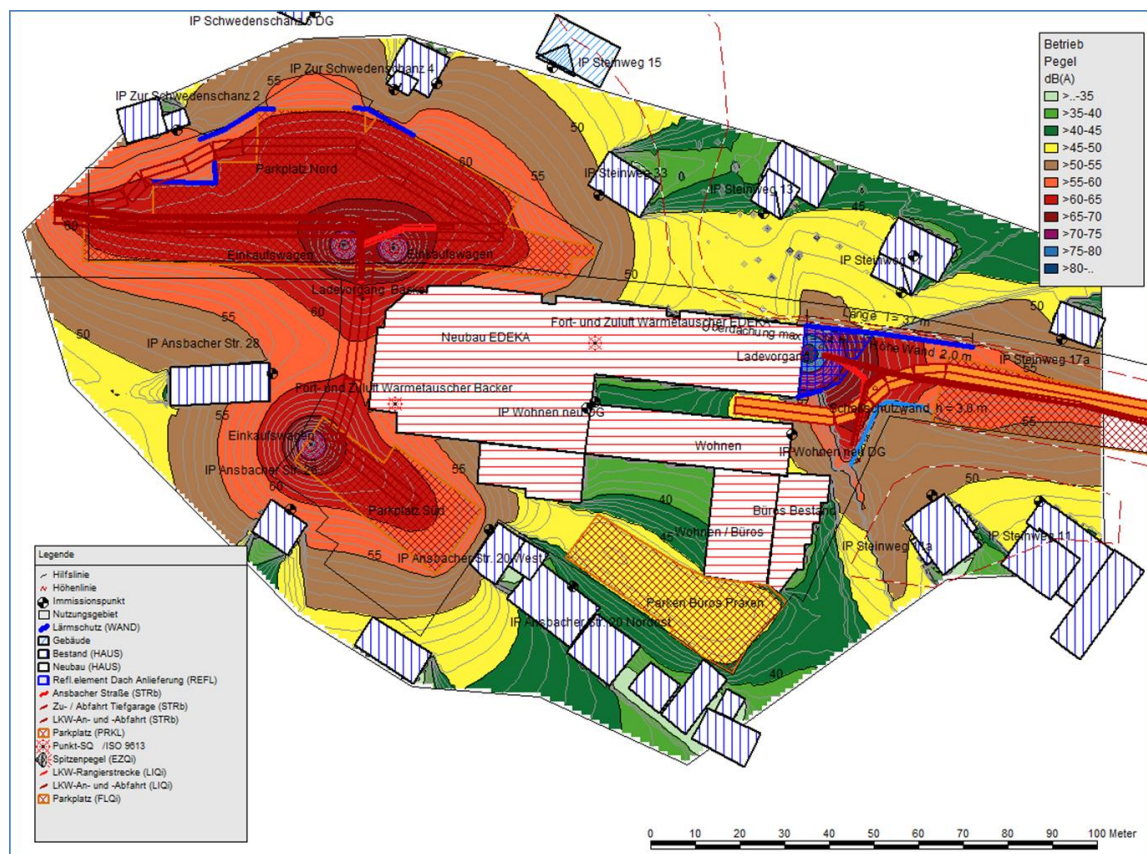 IP Schwedenschanz 5 DG
IP Zur Schwedenschanz 4
IP Zur Schwedenschanz 2
IP Steinweg 15
Betrieb
Pegel
dB(A)
>..-35
>35-40
>40-45
>45-50
>50-55
>55-60
>60-65
>65-70
>70-75
>75-80
>80-..
55
50
60
55
Parkplatz Nord
IP Steinweg 33
IP Steinweg 13
45
60
Einkaufswagen
Einkaufswagen
50
IP Steinweg
Ladevorgang Bäcker
Länge l = 37 m
Fort- und Zuluft Wärmetauscher EDEKA
Überdachung max
Höhe Wand 2,0 m
Neubau EDEKA
Ladevorgang
IP Steinweg 17a
50
60
IP Ansbacher Str. 28
55
Fort- und Zuluft Wärmetauscher Bäcker
IP Wohnen neu DG
Schallschutzwand h = 3,0 m
55
55
Einkaufswagen
Wohnen
IP Wohnen neu DG
IP Ansbacher Str. 26
55
50
60
40
Parkplatz Süd
Büros Bestand
Wohnen / Büros
45
IP Steinweg 11a
IP Steinweg 11
55
IP Ansbacher Str. 20 West
Parken Büros Praxen
IP Ansbacher Str. 20 Nordost
40
Legende
Hilfslinie
Höhenlinie
Immissionspunkt
Nutzungsgebiet
Lärmschutz (WAND)
Gebäude
Bestand (HAUS)
Neubau (HAUS)
Refl.element Dach Anlieferung (REFL)
Ansbacher Straße (STRb)
Zu- / Abfahrt Tiefgarage (STRb)
LKW-An- und -Abfahrt (STRb)
Parkplatz (PRKL)
Punkt-SQ /ISO 9613
Spitzenpegel (EZQi)
LKW-Rangierstrecke (LIQi)
LKW-An- und -Abfahrt (LIQi)
Parkplatz (FLQi)
0 10 20 30 40 50 60 70 80 90 100 Meter